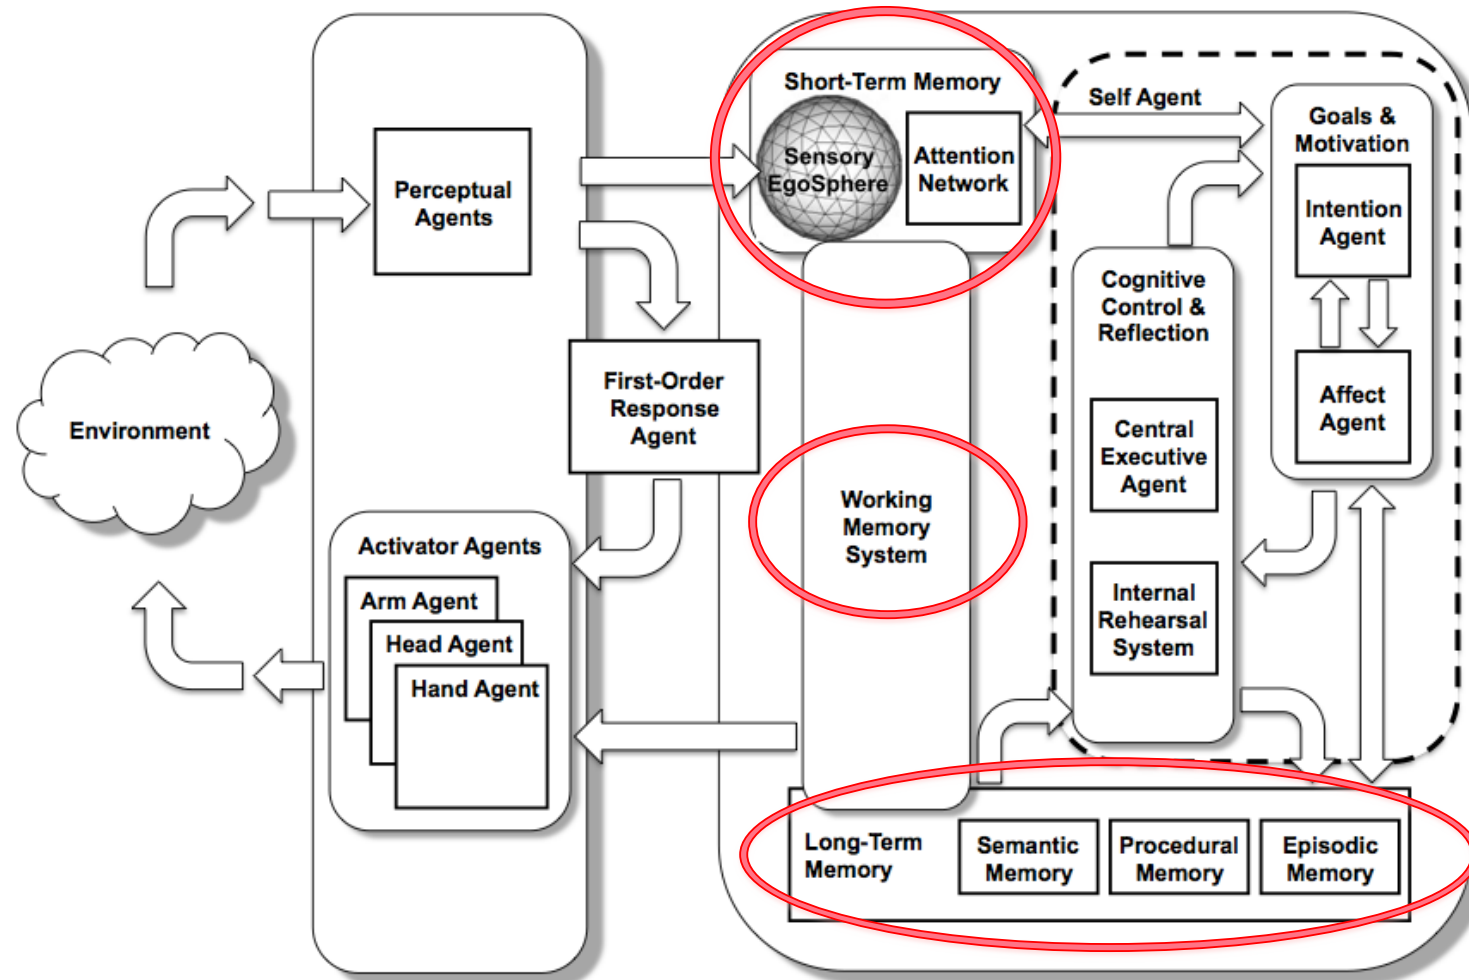 Short-Term Memory
Sensory
EgoSphere
Attention
Network
Self Agent
Goals &
Motivation
Intention
Agent
Affect
Agent
Perceptual
Agents
Cognitive
Control &
Reflection
Central
Executive
Agent
Internal
Rehearsal
System
First-Order
Response
Agent
Environment
Working
Memory
System
Activator Agents
Arm Agent
Head Agent
Hand Agent
Long-Term
Memory
Semantic
Memory
Procedural
Memory
Episodic
Memory